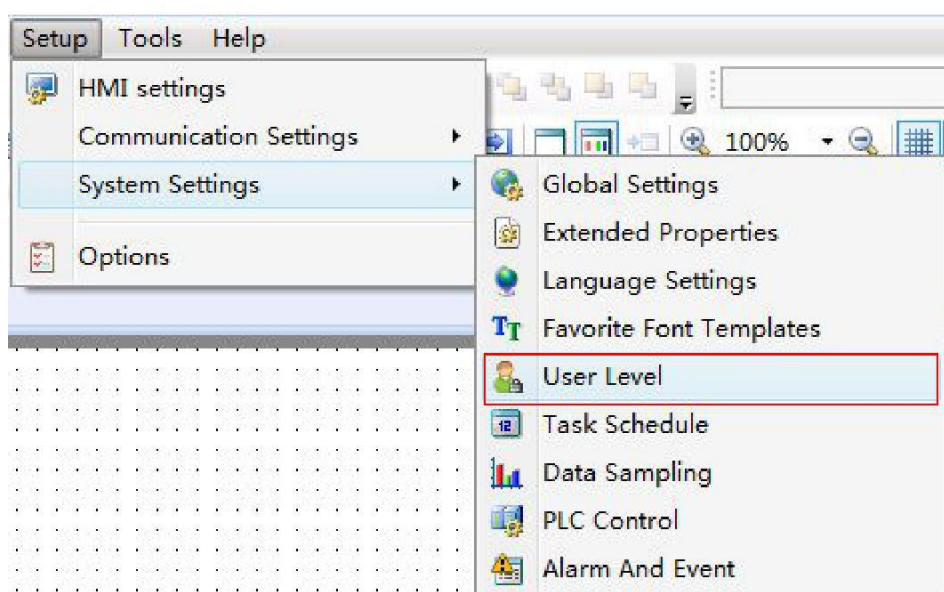 Setup Tools Help
HMI settings
Communication Settings
100%
System Settings
Global Settings
Extended Properties
Options
Language Settings
Favorite Font Templates
User Level
Task Schedule
Data Sampling
PLC Control
Alarm And Event